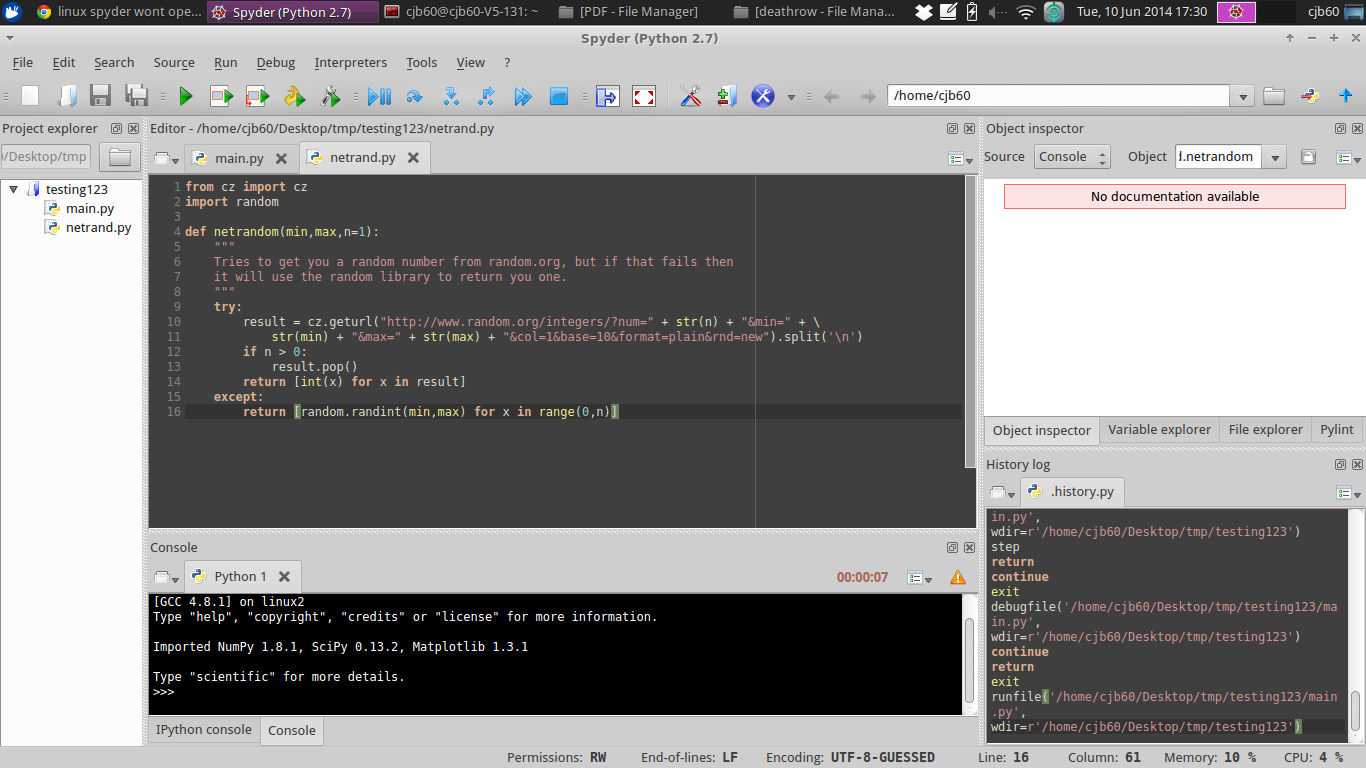 linux spyder wont ope...
Spyder (Python 2.7)
cjb60@cjb60-V5-131: ~
[PDF - File Manager]
[deathrow - File Mana...
Tue, 10 Jun 2014 17:30
cjb60
Spyder (Python 2.7)
File Edit Search Source Run Debug Interpreters Tools View ?
/home/cjb60
Project explorer
/Desktop/tmp
testing123
main.py
netrand.py
Editor - /home/cjb60/Desktop/tmp/testing123/netrand.py
main.py
netrand.py
1 from cz import cz
2 import random
3
4 def netrandom(min,max,n=1):
5     """
6     Tries to get you a random number from random.org, but if that fails then
7     it will use the random library to return you one.
8     """
9     try:
10         result = cz.geturl("http://www.random.org/integers/?num=" + str(n) + "&min=" + \
11             str(min) + "&max=" + str(max) + "&col=1&base=10&format=plain&rnd=new").split('\n')
12         if n > 0:
13             result.pop()
14         return [int(x) for x in result]
15     except:
16         return [random.randint(min,max) for x in range(0,n)]
Console
Python 1
00:00:07
[GCC 4.8.1] on linux2
Type "help", "copyright", "credits" or "license" for more information.
Imported NumPy 1.8.1, SciPy 0.13.2, Matplotlib 1.3.1
Type "scientific" for more details.
>>>
IPython console
Console
Object inspector
Source Console Object l.netrandom
No documentation available
Object inspector Variable explorer File explorer Pylint
History log
.history.py
in.py',
wdir=r'/home/cjb60/Desktop/tmp/testing123')
step
return
continue
exit
debugfile('/home/cjb60/Desktop/tmp/testing123/ma
in.py',
wdir=r'/home/cjb60/Desktop/tmp/testing123')
continue
return
exit
runfile('/home/cjb60/Desktop/tmp/testing123/main
.py',
wdir=r'/home/cjb60/Desktop/tmp/testing123')
Permissions: RW End-of-lines: LF Encoding: UTF-8-GUESSED Line: 16 Column: 61 Memory: 10 % CPU: 4 %